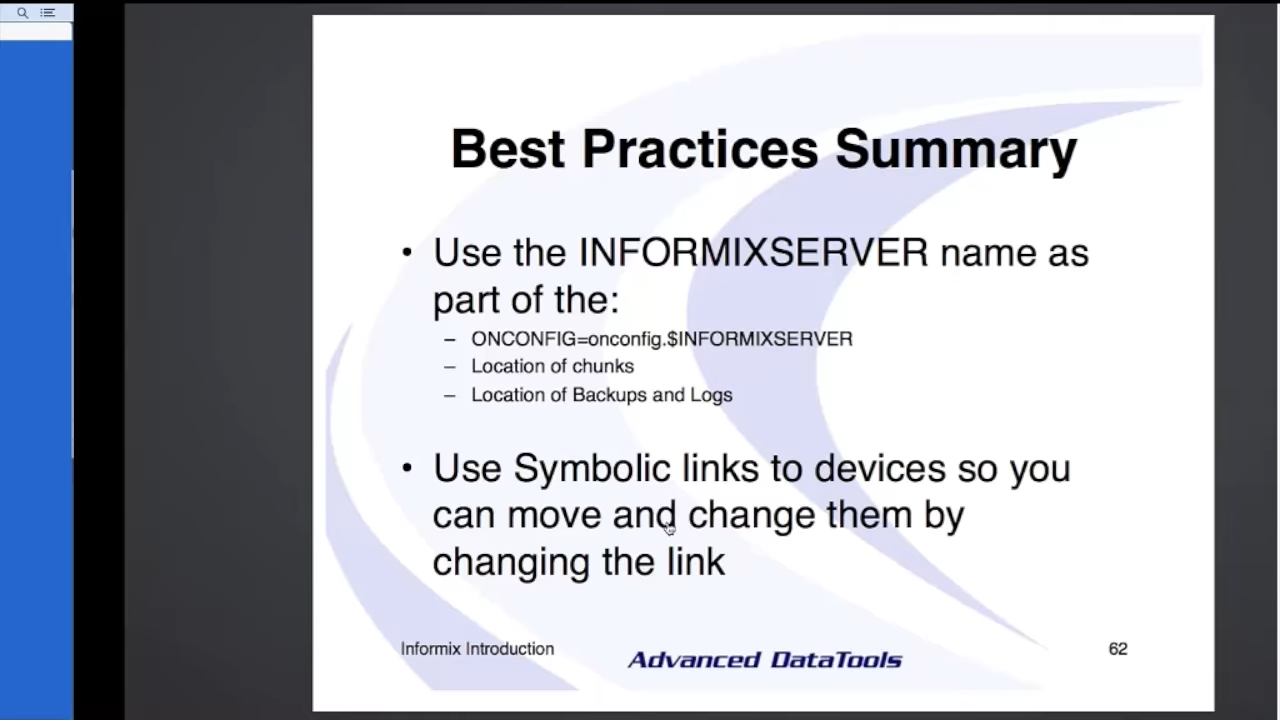 Best Practices Summary
• Use the INFORMIXSERVER name as
part of the:
– ONCONFIG=onconfig.$INFORMIXSERVER
– Location of chunks
– Location of Backups and Logs
• Use Symbolic links to devices so you
can move and change them by
changing the link
Informix Introduction
Advanced DataTools
62